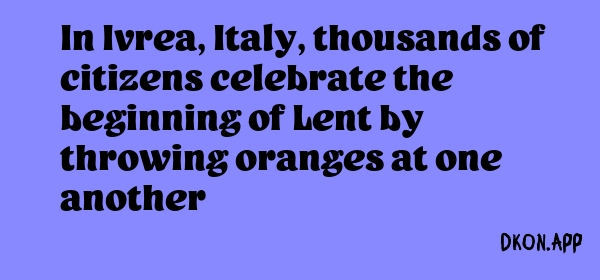 In Ivrea, Italy, thousands of
citizens celebrate the
beginning of Lent by
throwing oranges at one
another
DKON.APP